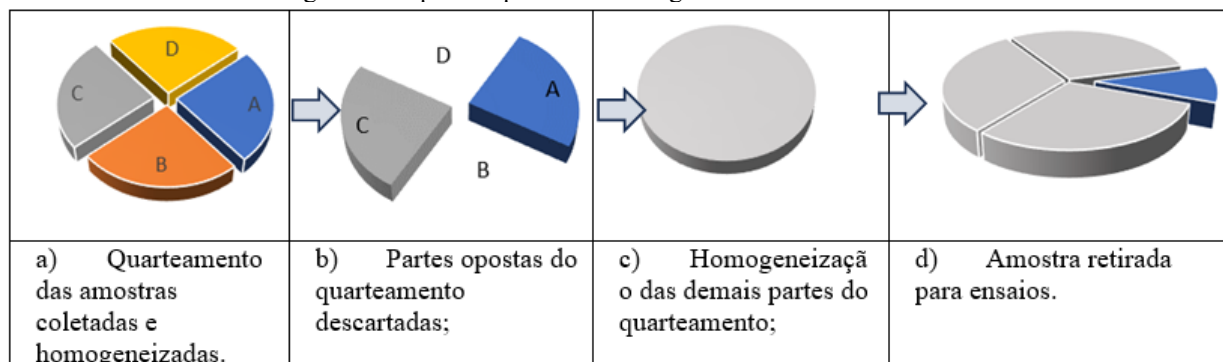 D
C
A
B
D
A
C
B
a) Quarteamento
das amostras
coletadas e
homogeneizadas.
b) Partes opostas do
quarteamento
descartadas;
c) Homogeneizaçã
o das demais partes do
quarteamento;
d) Amostra retirada
para ensaios.